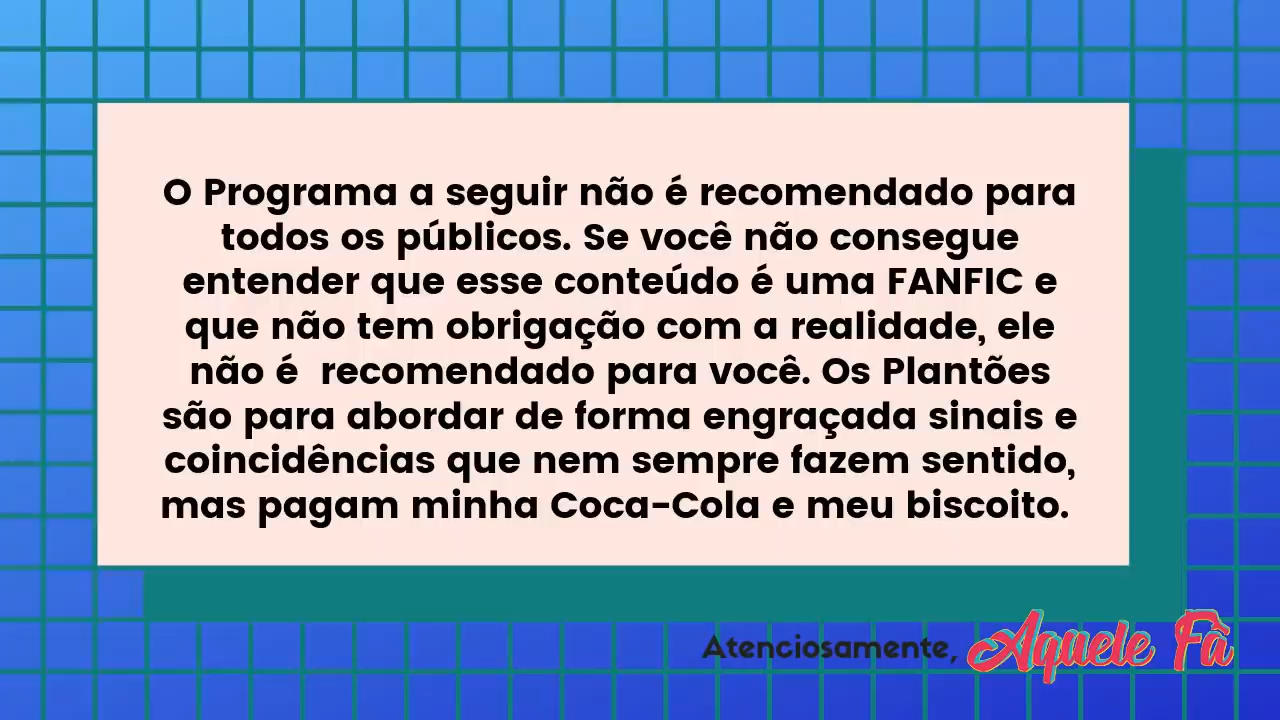 O Programa a seguir não é recomendado para
todos os públicos. Se você não consegue
entender que esse conteúdo é uma FANFIC e
que não tem obrigação com a realidade, ele
não é  recomendado para você. Os Plantões
são para abordar de forma engraçada sinais e
coincidências que nem sempre fazem sentido,
mas pagam minha Coca-Cola e meu biscoito.
Atenciosamente, Aquele Fã